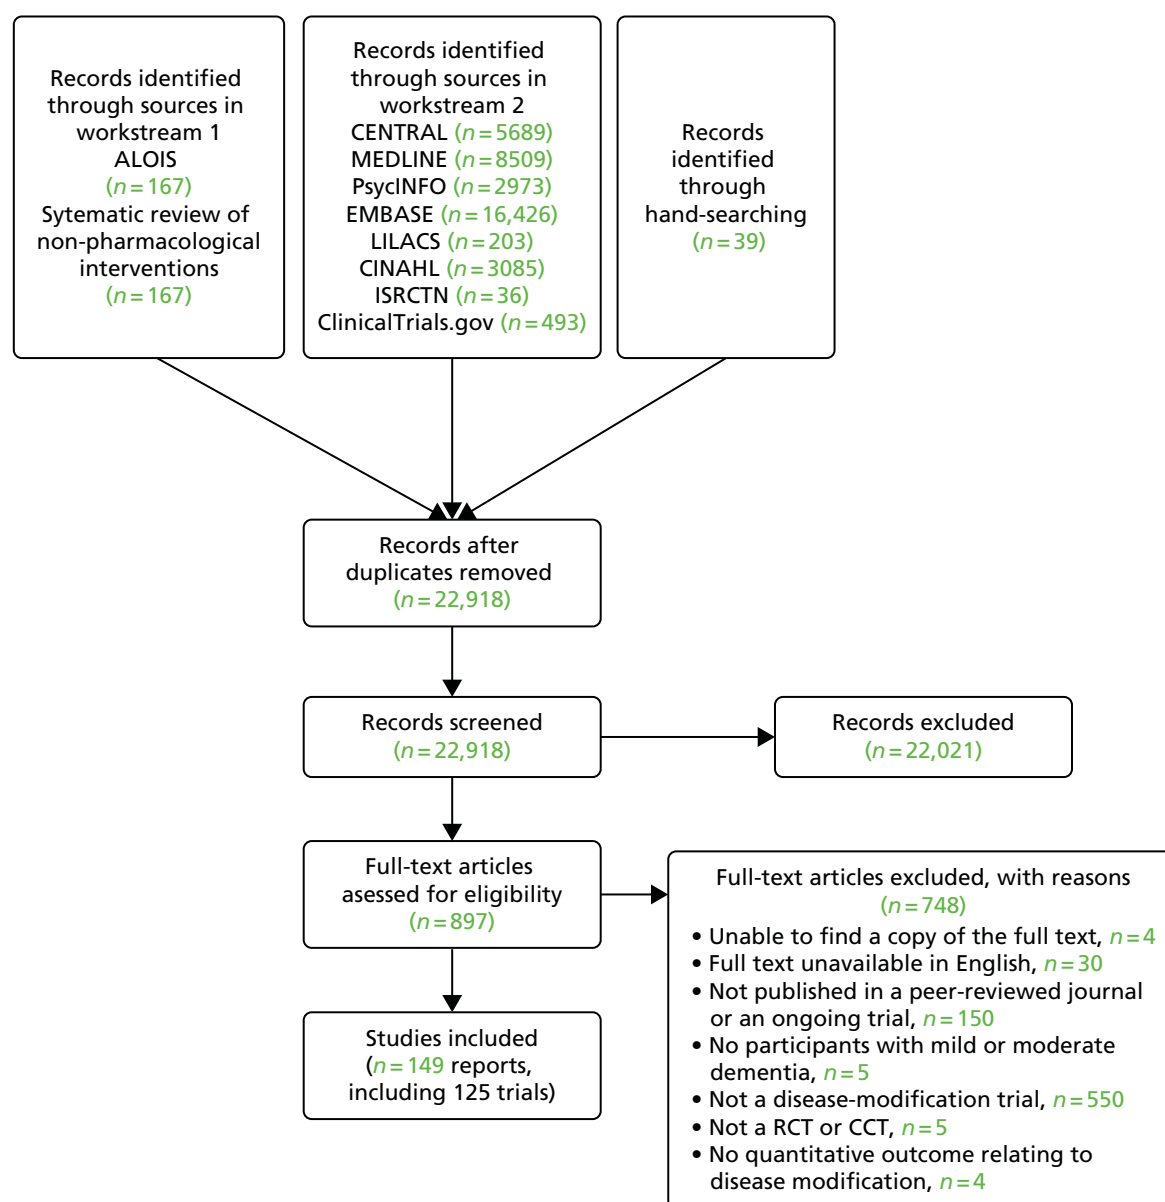 Records identified
through sources in
workstream 1
ALOIS
(n=167)
Sytematic review of
non-pharmacological
interventions
(n=167)
Records identified
through sources in
workstream 2
CENTRAL (n=5689)
MEDLINE (n=8509)
PsycINFO (n=2973)
EMBASE (n=16,426)
LILACS (n=203)
CINAHL (n=3085)
ISRCTN (n=36)
ClinicalTrials.gov (n=493)
Records
identified
through
hand-searching
(n=39)
Records after
duplicates removed
(n=22,918)
Records screened
(n=22,918)
Records excluded
(n=22,021)
Full-text articles
asessed for eligibility
(n=897)
Full-text articles excluded, with reasons
(n=748)
• Unable to find a copy of the full text, n=4
• Full text unavailable in English, n=30
• Not published in a peer-reviewed journal
or an ongoing trial, n=150
• No participants with mild or moderate
dementia, n=5
• Not a disease-modification trial, n=550
• Not a RCT or CCT, n=5
• No quantitative outcome relating to
disease modification, n=4
Studies included
(n=149 reports,
including 125 trials)